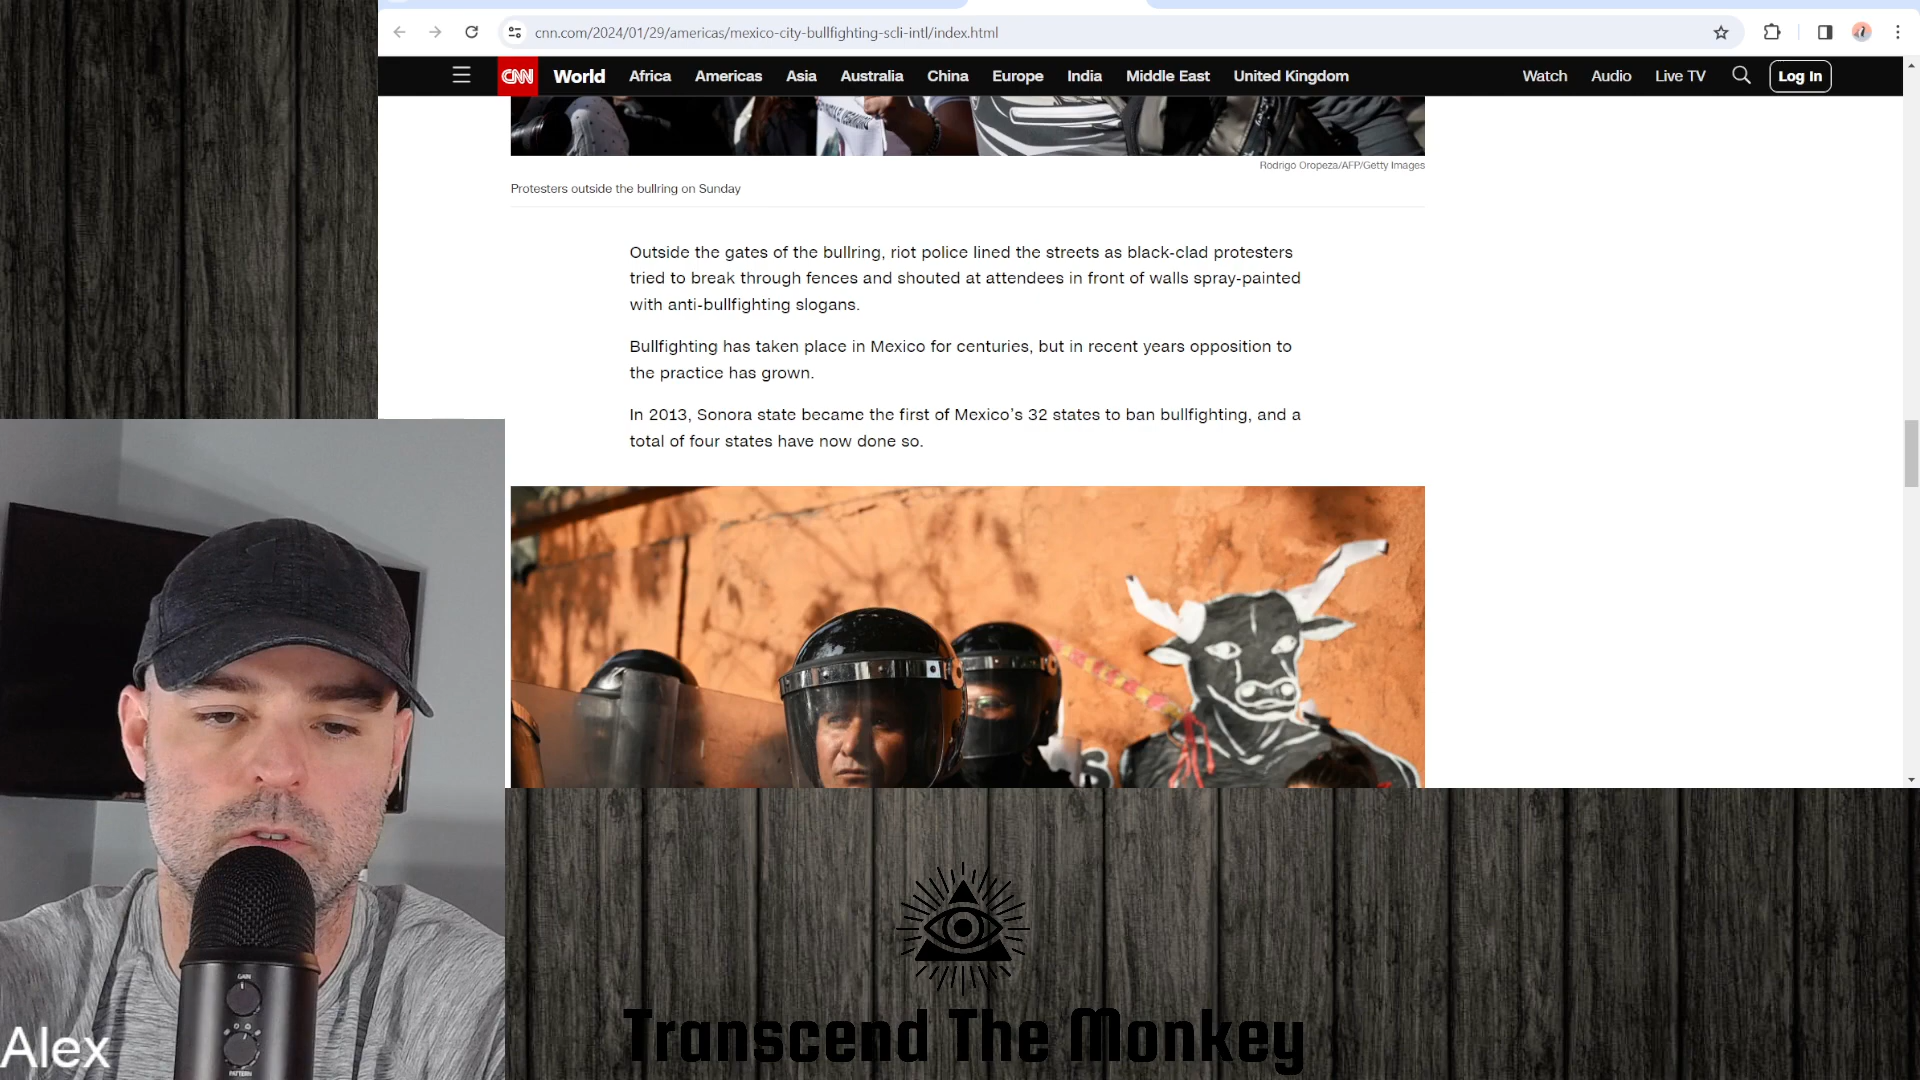 cnn.com/2024/01/29/americas/mexico-city-bullfighting-scli-intl/index.html
CNN World Africa Americas Asia Australia China Europe India Middle East United Kingdom Watch Audio Live TV Log In
Rodrigo Oropeza/AFP/Getty Images
Protesters outside the bullring on Sunday
Outside the gates of the bullring, riot police lined the streets as black-clad protesters
tried to break through fences and shouted at attendees in front of walls spray-painted
with anti-bullfighting slogans.
Bullfighting has taken place in Mexico for centuries, but in recent years opposition to
the practice has grown.
In 2013, Sonora state became the first of Mexico's 32 states to ban bullfighting, and a
total of four states have now done so.
GAIN
PATTERN
Alex
Transcend The Monkey